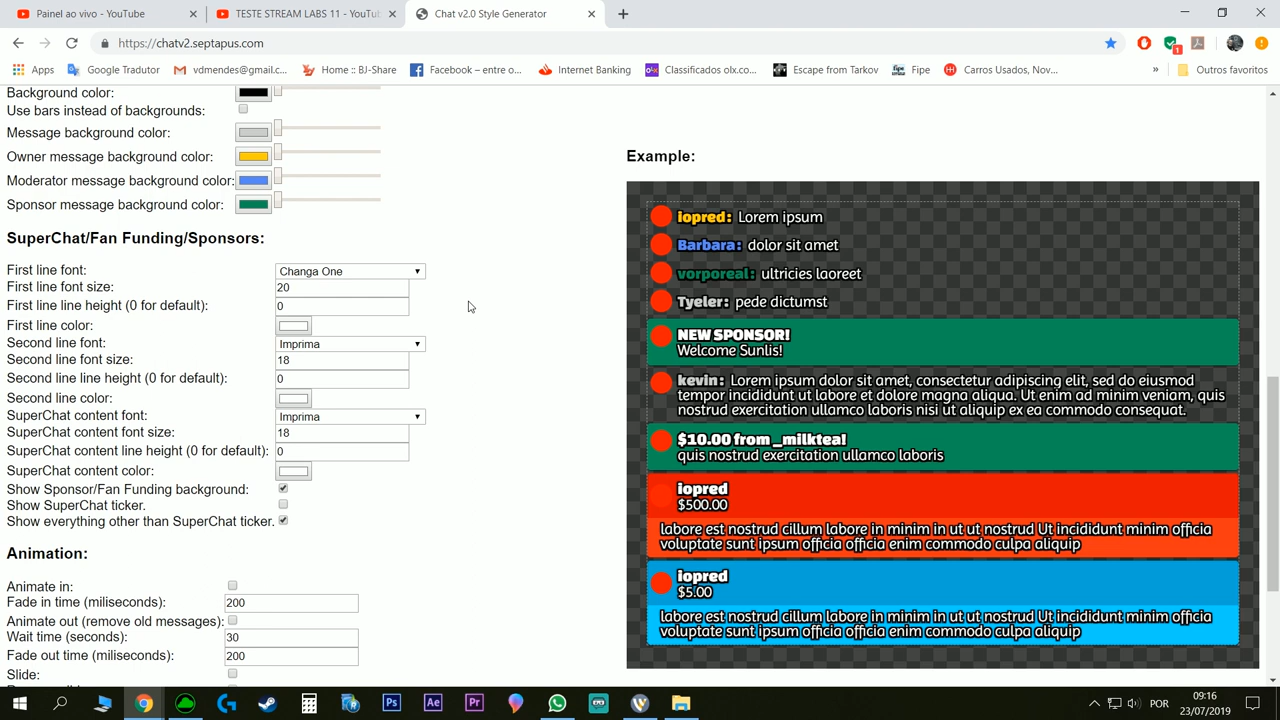 Painel ao vivo - YouTube
TESTE STREAM LABS 11 - YouTu
Chat v2.0 Style Generator
https://chatv2.septapus.com
Apps
Google Tradutor
vdmendes@gmail.c...
Home :: BJ-Share
Facebook – entre o...
Internet Banking
Classificados olx.co...
Escape from Tarkov
Fipe
Carros Usados, Nov...
»
Outros favoritos
Background color:
Use bars instead of backgrounds:
Message background color:
Owner message background color:
Moderator message background color:
Sponsor message background color:
SuperChat/Fan Funding/Sponsors:
First line font: Changa One
First line font size: 20
First line line height (0 for default): 0
First line color:
Second line font: Imprima
Second line font size: 18
Second line line height (0 for default): 0
Second line color:
SuperChat content font: Imprima
SuperChat content font size: 18
SuperChat content line height (0 for default): 0
SuperChat content color:
Show Sponsor/Fan Funding background:
Show SuperChat ticker.
Show everything other than SuperChat ticker.
Animation:
Animate in:
Fade in time (miliseconds): 200
Animate out (remove old messages):
Wait time (seconds): 30
Fade out time (miliseconds): 200
Slide:
Example:
iopred: Lorem ipsum
Barbara: dolor sit amet
vorporeal: ultricies laoreet
Tyeler: pede dictumst
NEW SPONSOR!
Welcome Sunlis!
kevin: Lorem ipsum dolor sit amet, consectetur adipiscing elit, sed do eiusmod
tempor incididunt ut labore et dolore magna aliqua. Ut enim ad minim veniam, quis
nostrud exercitation ullamco laboris nisi ut aliquip ex ea commodo consequat.
$10.00 from _milktea!
quis nostrud exercitation ullamco laboris
iopred
$500.00
labore est nostrud cillum labore in minim in ut ut nostrud Ut incididunt minim officia
voluptate sunt ipsum officia officia enim commodo culpa aliquip
iopred
$5.00
labore est nostrud cillum labore in minim in ut ut nostrud Ut incididunt minim officia
voluptate sunt ipsum officia officia enim commodo culpa aliquip
POR
09:16
23/07/2019